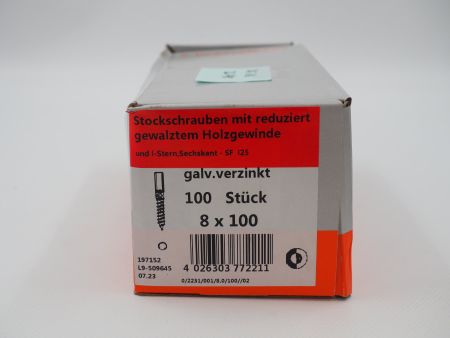 Stockschrauben mit reduziert
gewalztem Holzgewinde
und I-Stern,Sechskant - SF I25
galv.verzinkt
100 Stück
8 x 100
197152
L9-509645
07.23
4 026303 772211
0/2251/001/8,0/100//02